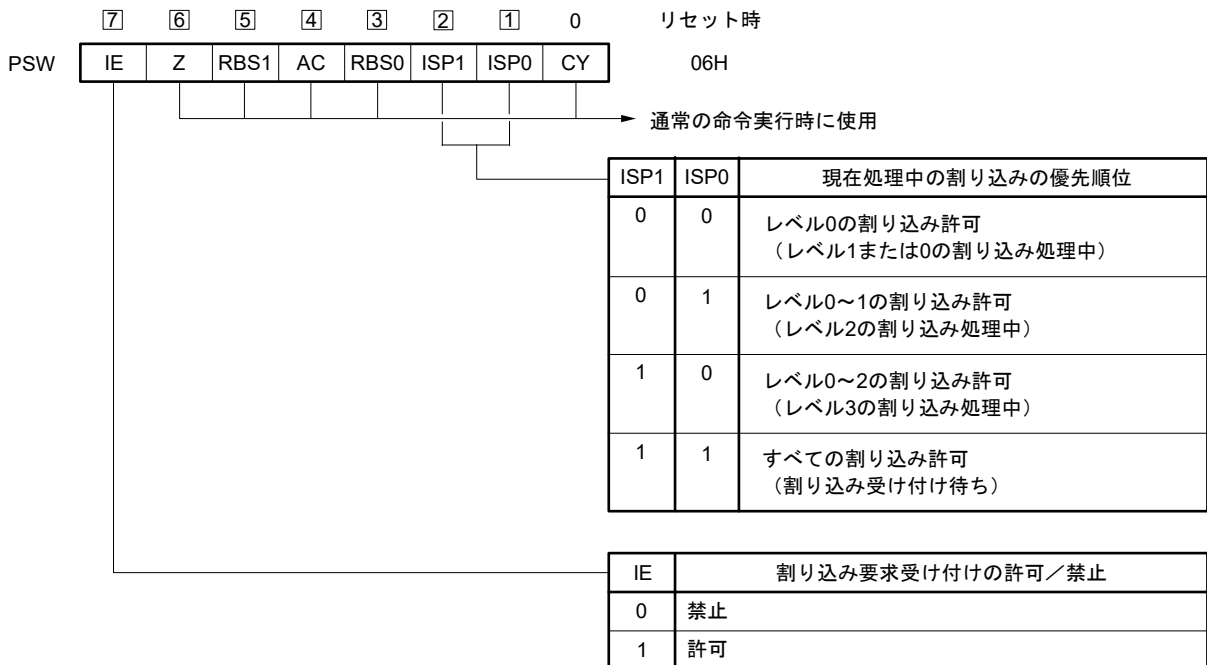 7 6 5 4 3 2 1 0 リセット時
PSW IE Z RBS1 AC RBS0 ISP1 ISP0 CY 06H
通常の命令実行時に使用
ISP1 ISP0 現在処理中の割り込みの優先順位
0 0 レベル0の割り込み許可
（レベル1または0の割り込み処理中）
0 1 レベル0～1の割り込み許可
（レベル2の割り込み処理中）
1 0 レベル0～2の割り込み許可
（レベル3の割り込み処理中）
1 1 すべての割り込み許可
（割り込み受け付け待ち）
IE 割り込み要求受け付けの許可／禁止
0 禁止
1 許可